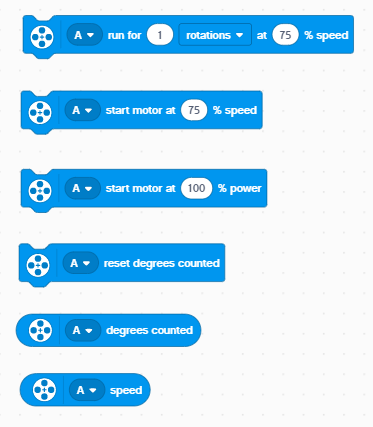 A run for 1 rotations at 75 % speed
A start motor at 75 % speed
A start motor at 100 % power
A reset degrees counted
A degrees counted
A speed